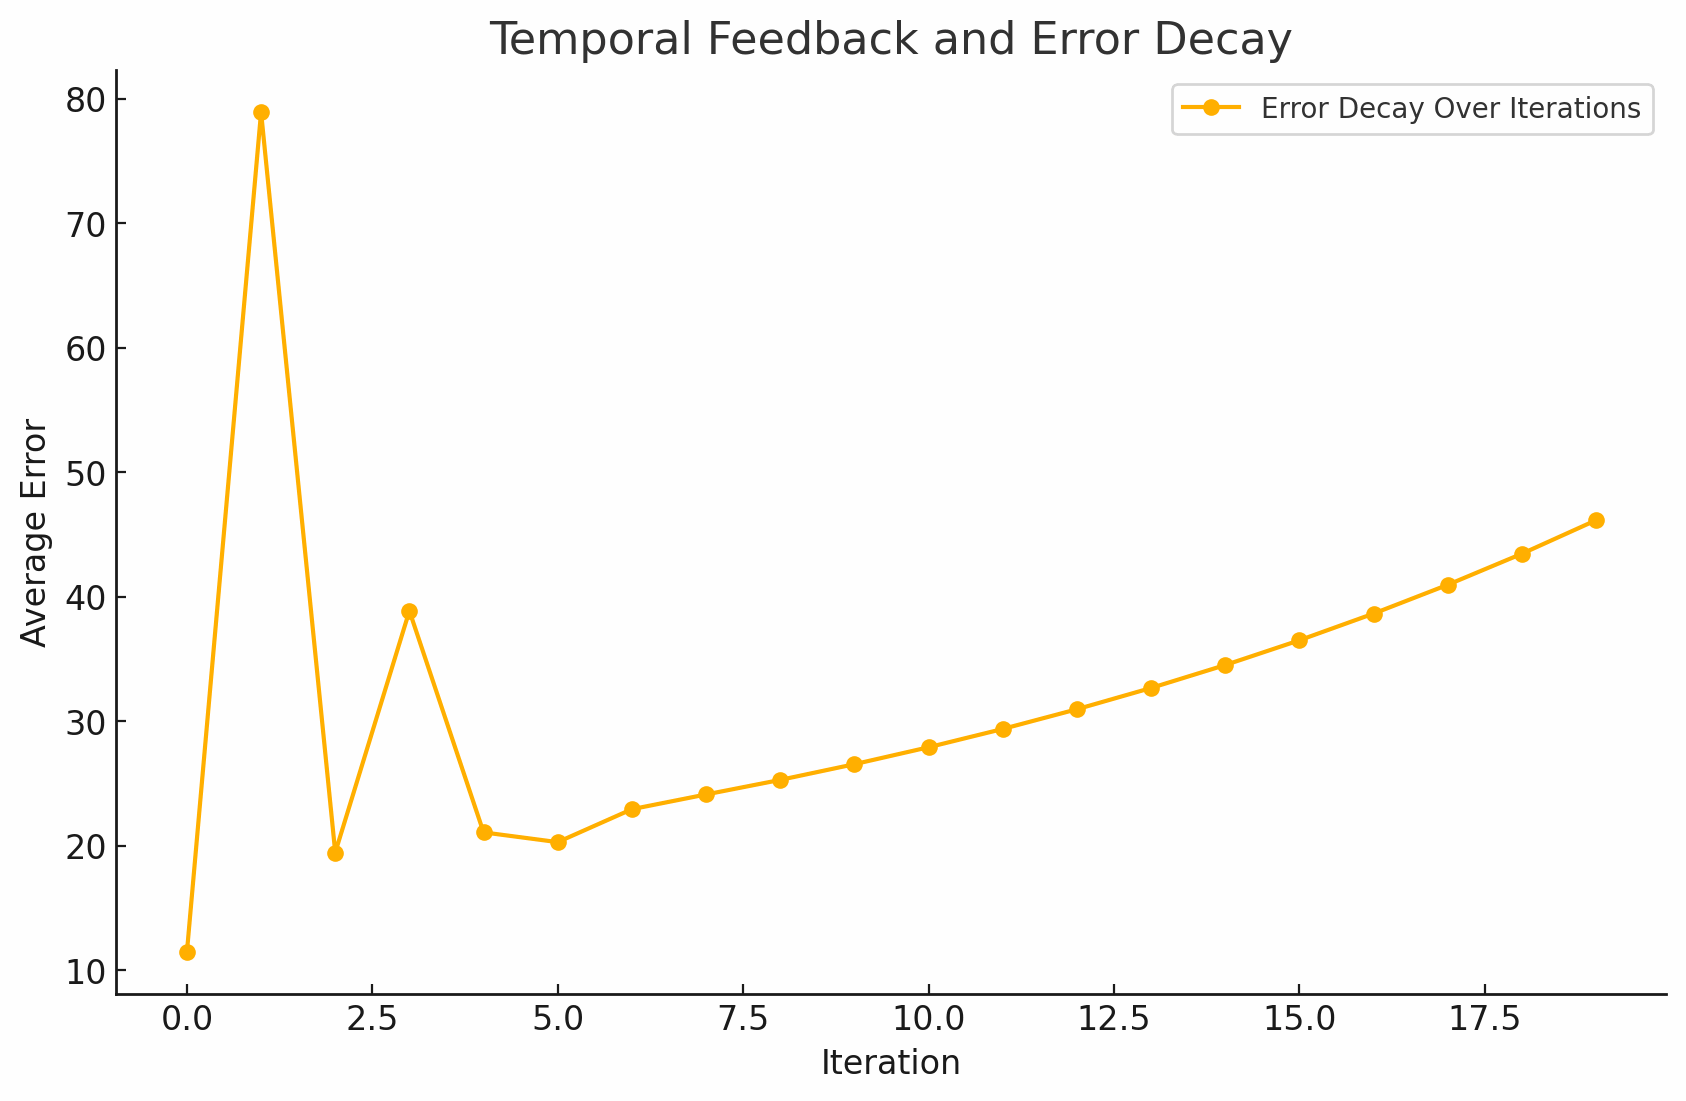 Temporal Feedback and Error Decay
Error Decay Over Iterations
80
70
60
50
40
30
20
10
Average Error
0.0 2.5 5.0 7.5 10.0 12.5 15.0 17.5
Iteration